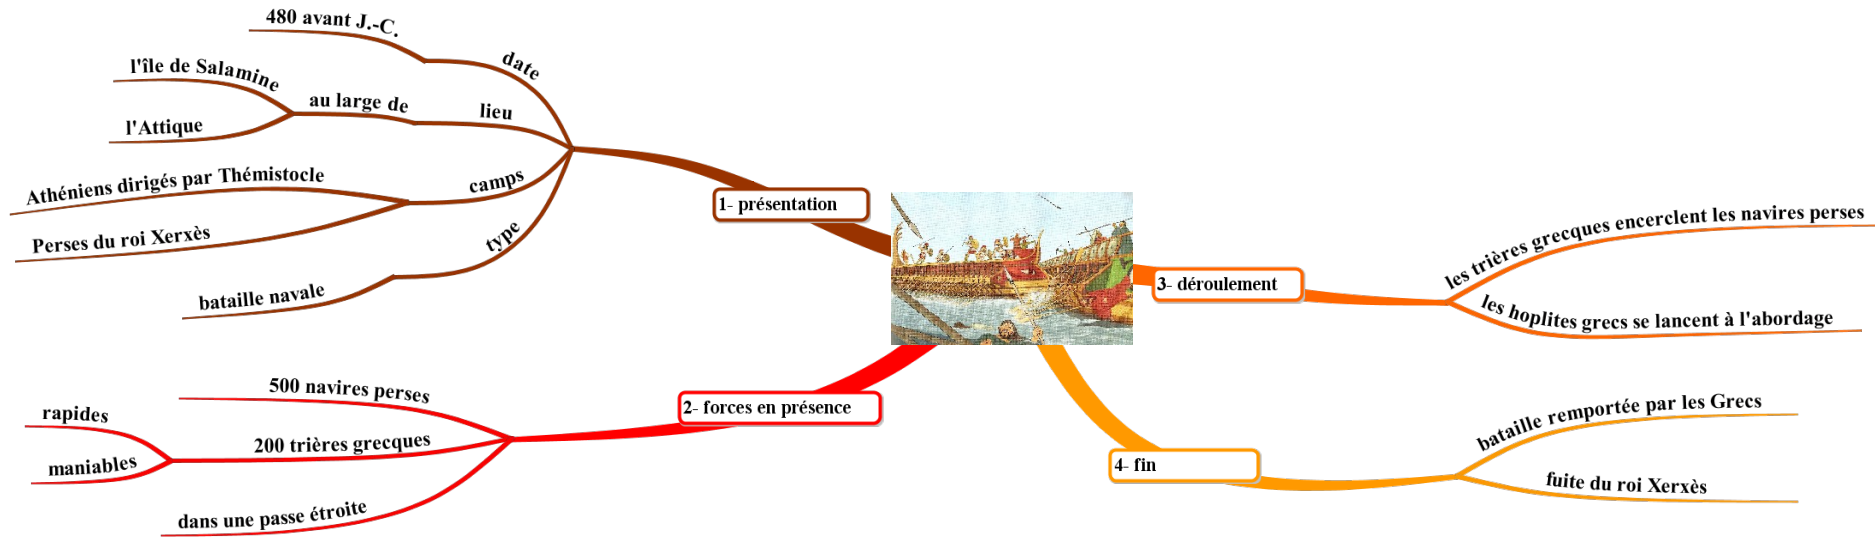 1- présentation
date
480 avant J.-C.
lieu
au large de
l'île de Salamine
l'Attique
camps
Athéniens dirigés par Thémistocle
Perses du roi Xerxès
type
bataille navale
2- forces en présence
500 navires perses
200 trières grecques
rapides
maniables
dans une passe étroite
3- déroulement
les trières grecques encerclent les navires perses
les hoplites grecs se lancent à l'abordage
4- fin
bataille remportée par les Grecs
fuite du roi Xerxès